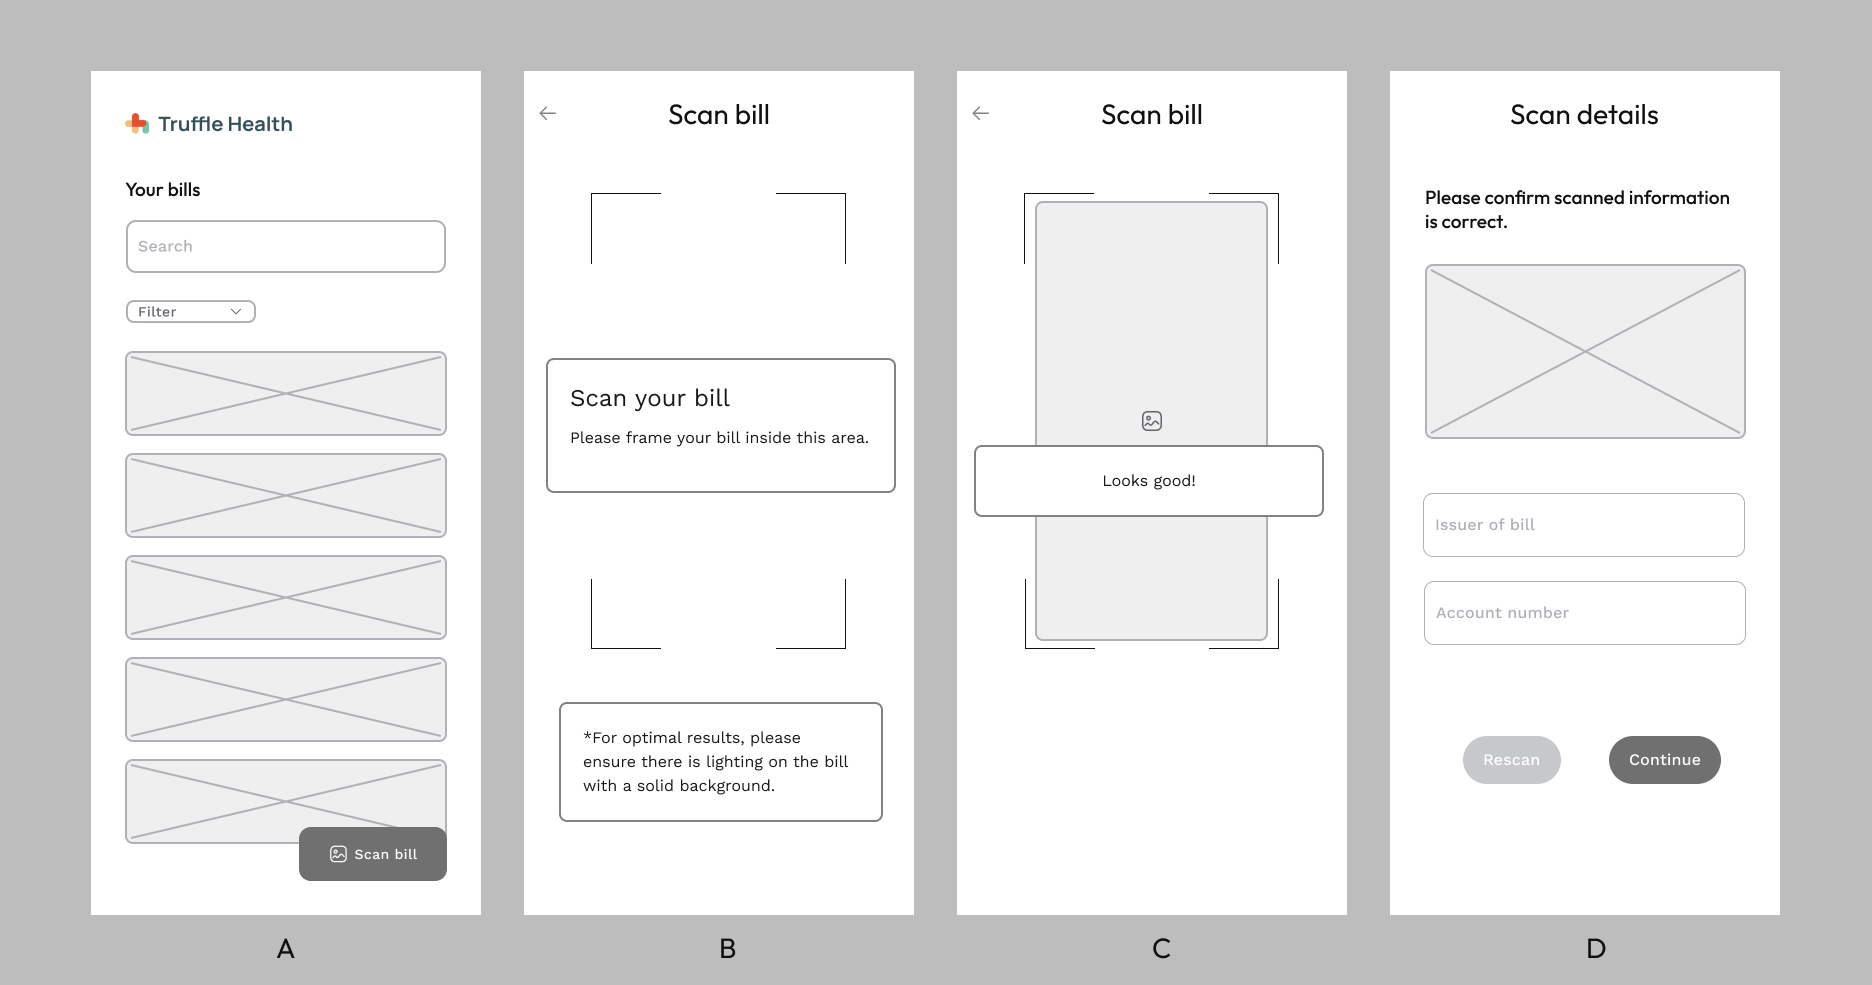 Truffle Health
Your bills
Search
Filter
Scan bill
A
Scan bill
Scan your bill
Please frame your bill inside this area.
*For optimal results, please
ensure there is lighting on the bill
with a solid background.
B
Scan bill
Looks good!
C
Scan details
Please confirm scanned information
is correct.
Issuer of bill
Account number
Rescan
Continue
D